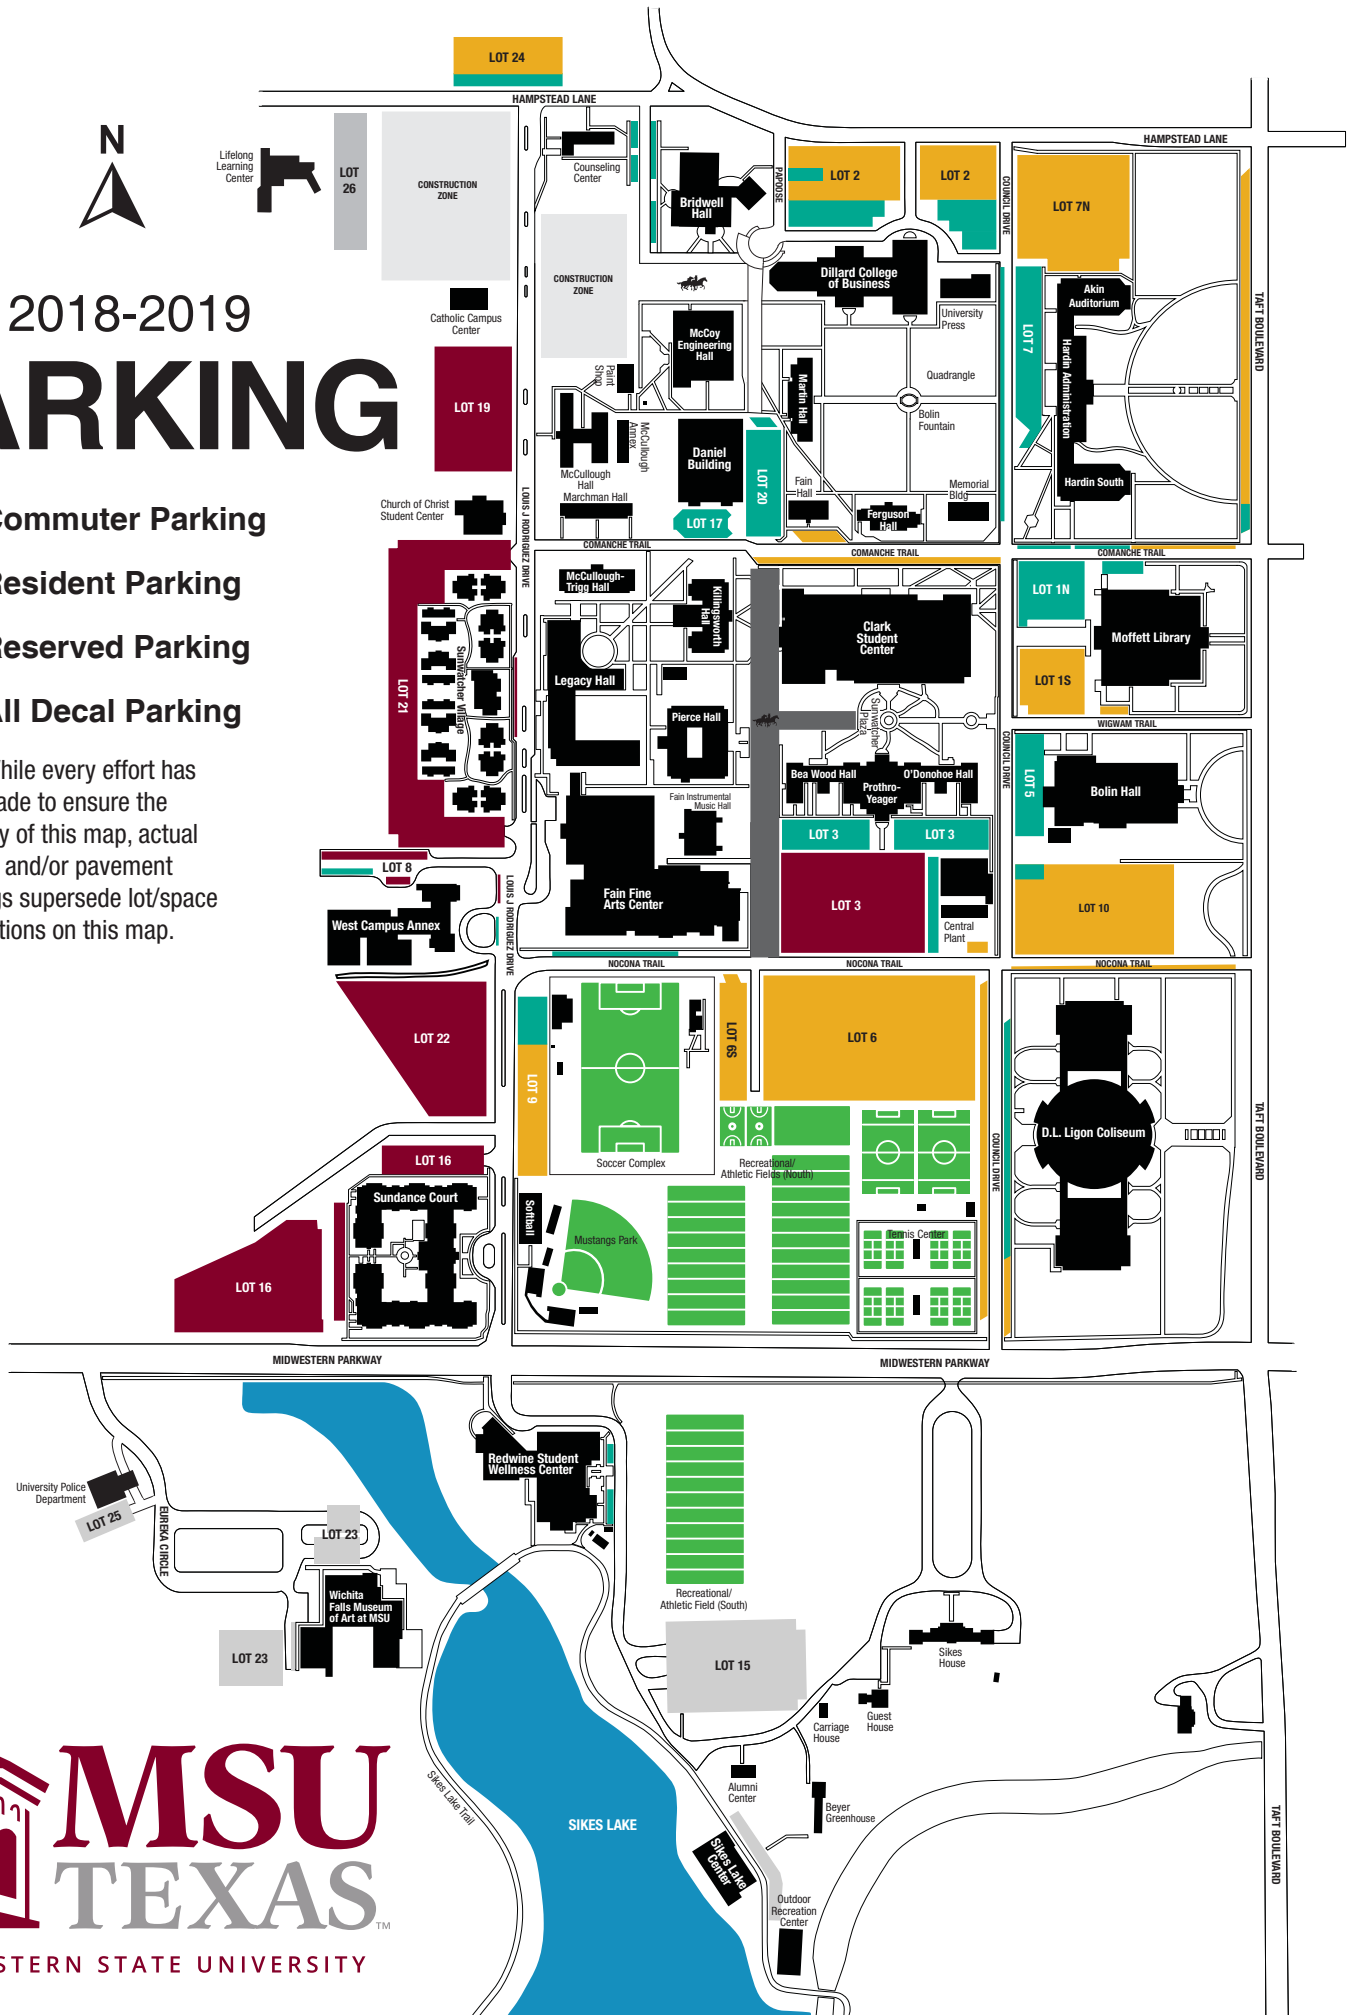 LOT 24
HAMPSTEAD LANE
HAMPSTEAD LANE
N
Lifelong
Learning
Center
LOT
26
CONSTRUCTION
ZONE
Counseling
Center
Bridwell
Hall
PAPOOSE
LOT 2
LOT 2
COUNCIL DRIVE
LOT 7N
2018-2019
ARKING
CONSTRUCTION
ZONE
Dillard College
of Business
University
Press
Akin
Auditorium
TAFT BOULEVARD
Catholic Campus
Center
McCoy
Engineering
Hall
LOT 7
Hardin Administration
Paint
Shop
Martin Hall
Quadrangle
LOT 19
Bolin
Fountain
McCullough
Annex
Daniel
Building
McCullough
Hall
Marchman Hall
LOT 20
Fain
Hall
Memorial
Bldg
Hardin South
Church of Christ
Student Center
LOUIS J RODRIGUEZ DRIVE
LOT 17
Ferguson
Hall
COMANCHE TRAIL
COMANCHE TRAIL
COMANCHE TRAIL
Commuter Parking
Resident Parking
Reserved Parking
All Decal Parking
McCullough-
Trigg Hall
Killingsworth
Hall
Clark
Student
Center
LOT 1N
Moffett Library
LOT 21
Sunwatcher Village
Legacy Hall
LOT 1S
Pierce Hall
Sunwatcher
Plaza
WIGWAM TRAIL
COUNCIL DRIVE
While every effort has
ade to ensure the
y of this map, actual
and/or pavement
gs supersede lot/space
tions on this map.
Bea Wood Hall
O'Donohoe Hall
Prothro-
Yeager
LOT 5
Bolin Hall
Fain Instrumental
Music Hall
LOT 3
LOT 3
LOT 8
LOUIS J RODRIGUEZ DRIVE
Fain Fine
Arts Center
LOT 3
LOT 10
West Campus Annex
Central
Plant
NOCONA TRAIL
NOCONA TRAIL
NOCONA TRAIL
LOT 22
LOT 9
LOT 6S
LOT 6
D.L. Ligon Coliseum
TAFT BOULEVARD
COUNCIL DRIVE
LOT 16
Soccer Complex
Recreational/
Athletic Fields (Nouth)
Sundance Court
Softball
Mustangs Park
Tennis Center
LOT 16
MIDWESTERN PARKWAY
MIDWESTERN PARKWAY
Redwine Student
Wellness Center
University Police
Department
LOT 25
EUREKA CIRCLE
LOT 23
Wichita
Falls Museum
of Art at MSU
Recreational/
Athletic Field (South)
LOT 23
LOT 15
Sikes
House
Guest
House
Carriage
House
MSU
TEXAS
TM
STERN STATE UNIVERSITY
Sikes Lake Trail
SIKES LAKE
Alumni
Center
Beyer
Greenhouse
Sikes Lake
Center
Outdoor
Recreation
Center
TAFT BOULEVARD